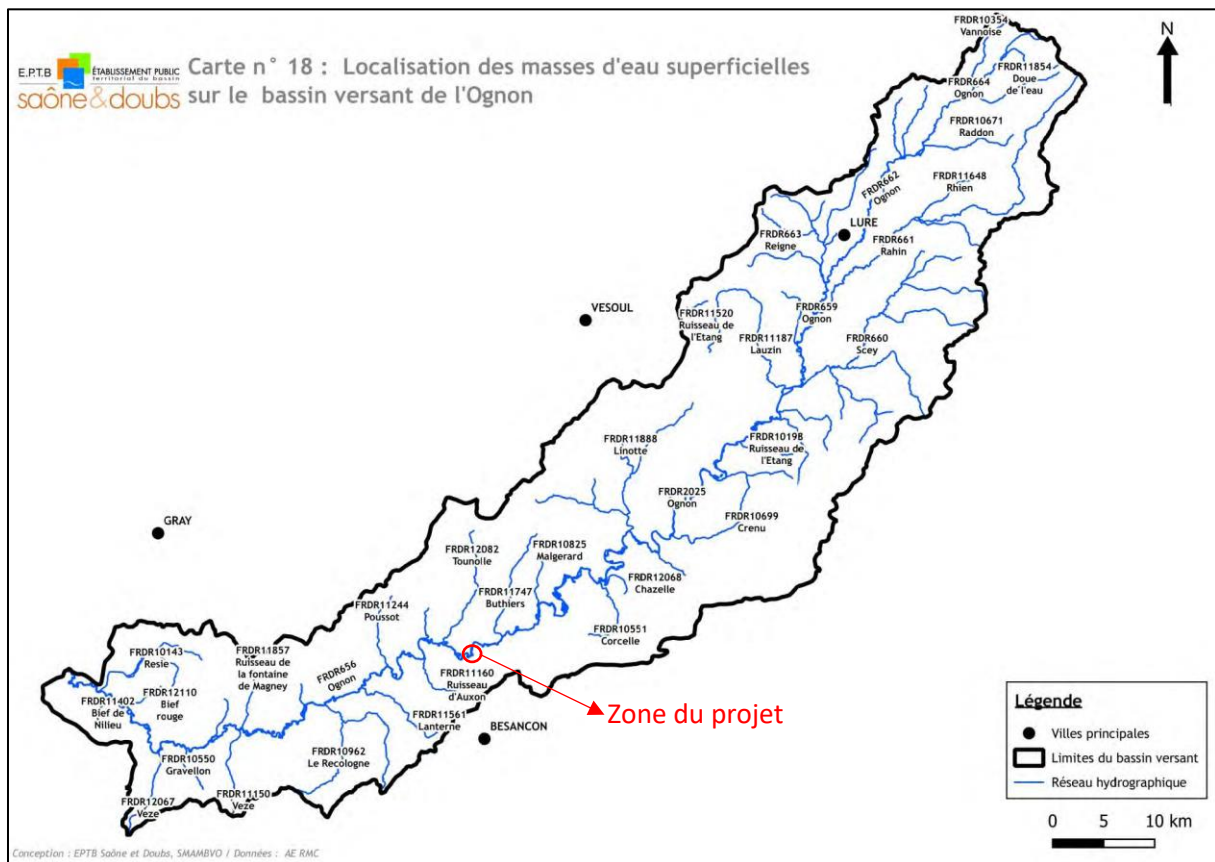 E.P.T.B
ÉTABLISSEMENT PUBLIC
territorial du bassin
saône & doubs
Carte n° 18 : Localisation des masses d'eau superficielles
sur le bassin versant de l'Ognon
N
FRDR10354
Vannoise
FRDR11854
Doue
de l'eau
FRDR664
Ognon
FRDR10671
Raddon
FRDR662
Ognon
FRDR11648
Rhien
LURE
FRDR663
Reigne
FRDR661
Rahin
VESOUL
FRDR11520
Ruisseau de
l'Etang
FRDR659
Ognon
FRDR11187
Lauzin
FRDR660
Scey
FRDR11888
Linotte
FRDR10198
Ruisseau de
l'Etang
FRDR2025
Ognon
FRDR10699
Crenu
GRAY
FRDR12082
Tounolle
FRDR10825
Malgerard
FRDR11747
Buthiers
FRDR12068
Chazelle
FRDR11244
Poussot
FRDR10551
Corcelle
FRDR10143
Resie
FRDR11857
Ruisseau de
la fontaine
de Magney
FRDR656
Ognon
FRDR11160
Ruisseau
d'Auxon
FRDR11402
Bief de
Nilieu
FRDR12110
Bief
rouge
FRDR11561
Lanterne
BESANCON
Zone du projet
FRDR10962
Le Recologne
FRDR10550
Gravellon
FRDR12067
Veze
FRDR11150
Veze
Légende
Villes principales
Limites du bassin versant
Réseau hydrographique
0 5 10 km
Conception : EPTB Saône et Doubs, SMAMBVO / Données : AE RMC